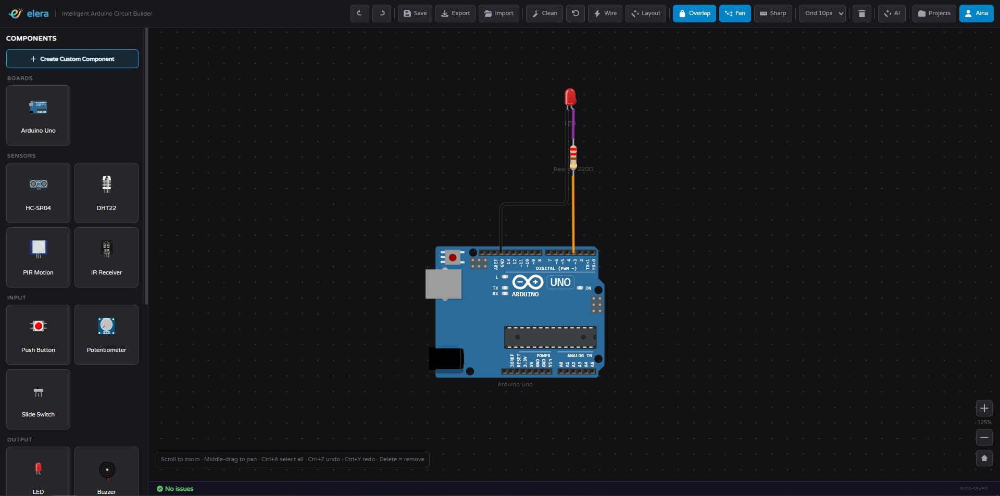 elera
Intelligent Arduino Circuit Builder
Save
Export
Import
Clean
Wire
Layout
Overlap
Fan
Sharp
Grid 10px
AI
Projects
Aina
COMPONENTS
Create Custom Component
BOARDS
Arduino Uno
SENSORS
HC-SR04
DHT22
PIR Motion
IR Receiver
INPUT
Push Button
Potentiometer
Slide Switch
OUTPUT
LED
Buzzer
LED
220Ω
AREF
GND
13
12
~11
~10
~9
8
7
~6
~5
4
~3
2
TX→1
RX←0
DIGITAL (PWM ~)
L
TX
RX
UNO
ARDUINO
ON
POWER
ANALOG IN
IOREF
RESET
3.3V
5V
GND
GND
Vin
A0
A1
A2
A3
A4
A5
Arduino Uno
125%
Scroll to zoom · Middle-drag to pan · Ctrl+A select all · Ctrl+Z undo · Ctrl+Y redo · Delete = remove
No issues
auto-saved